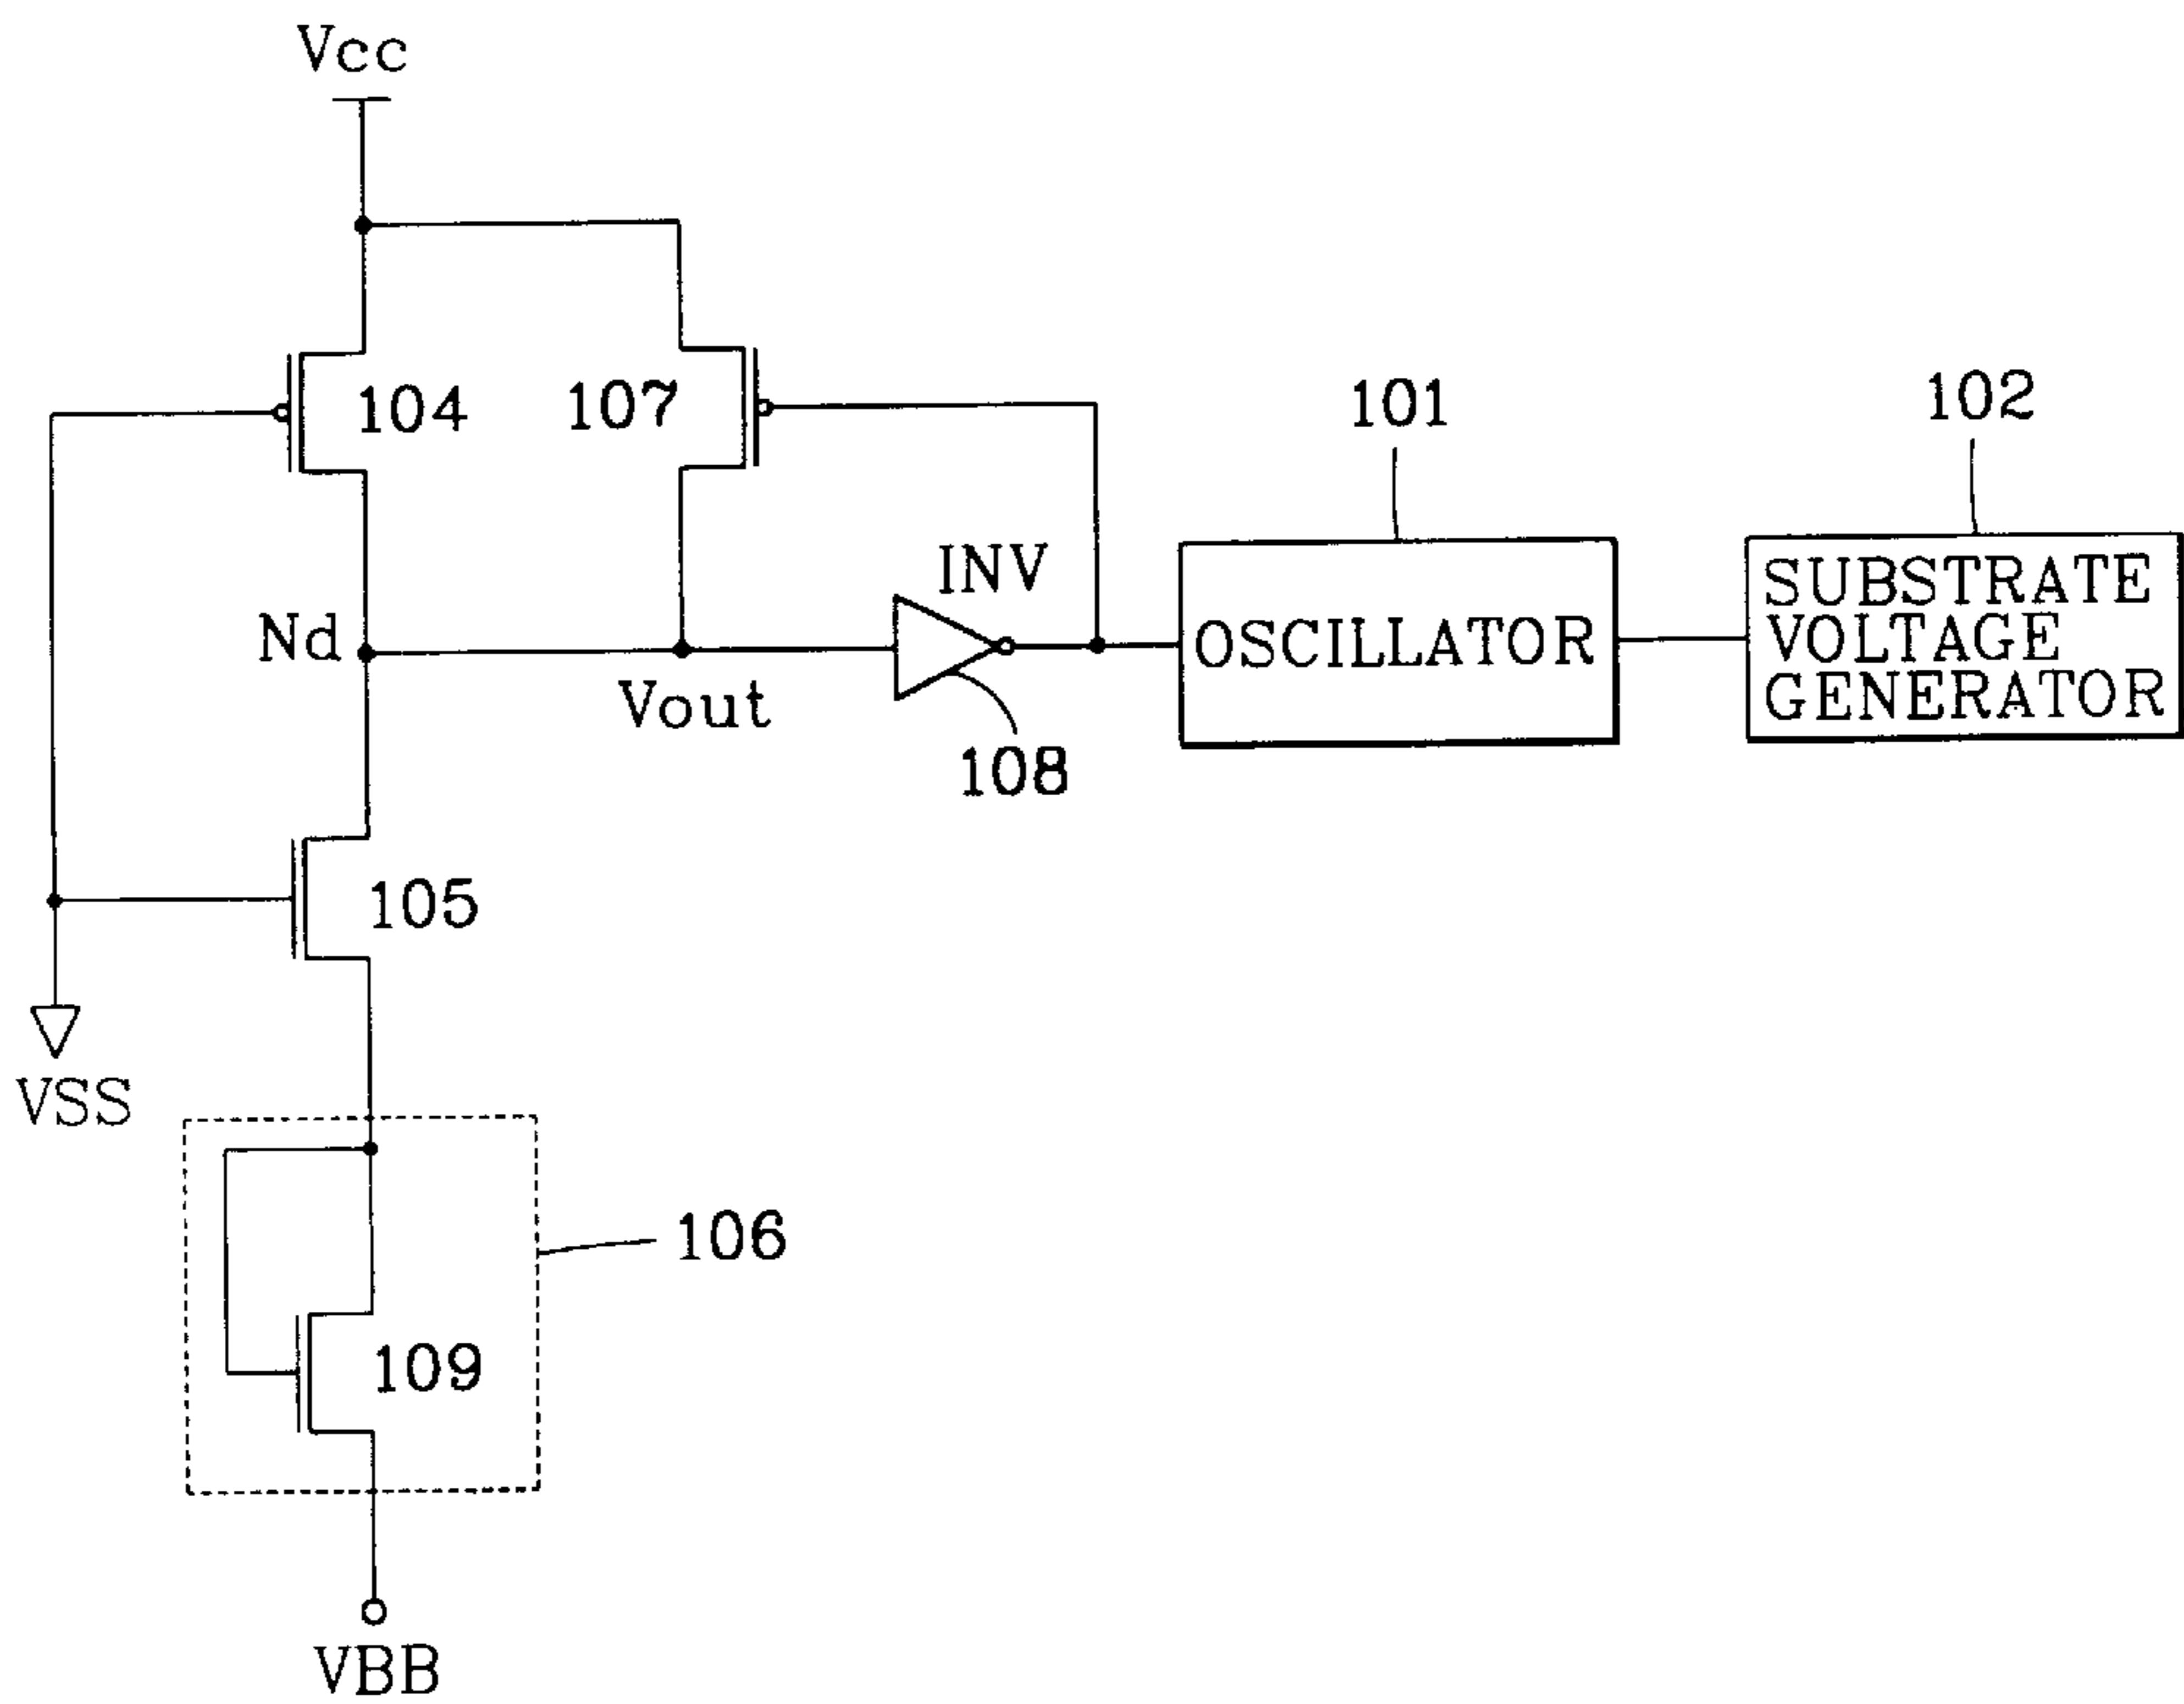 Vcc
104
107
101
102
INV
OSCILLATOR
SUBSTRATE
VOLTAGE
GENERATOR
Nd
Vout
108
105
VSS
106
109
VBB